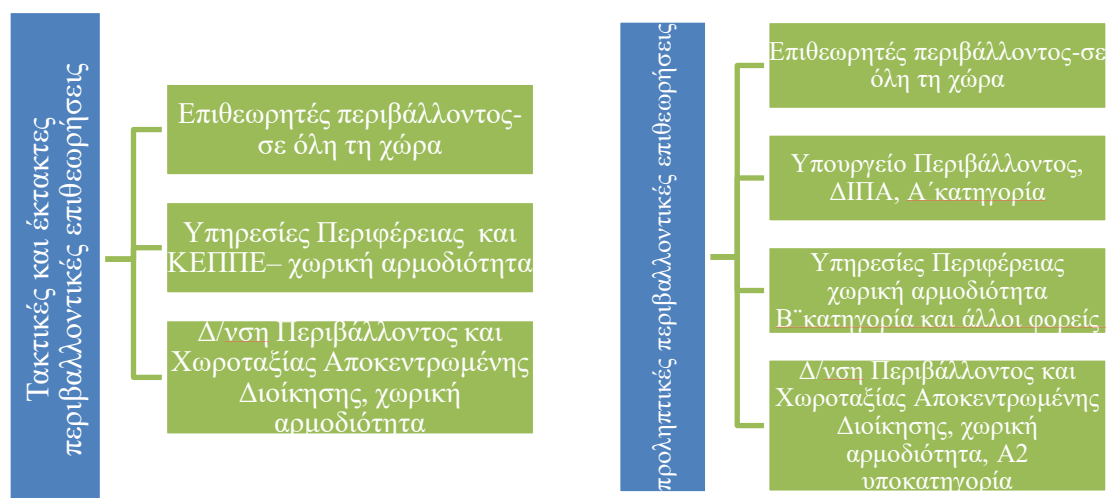 Τακτικές και έκτακτες
περιβαλλοντικές επιθεωρήσεις
Επιθεωρητές περιβάλλοντος-
σε όλη τη χώρα
Υπηρεσίες Περιφέρειας και
ΚΕΠΠΕ– χωρική αρμοδιότητα
Δ/νση Περιβάλλοντος και
Χωροταξίας Αποκεντρωμένης
Διοίκησης, χωρική
αρμοδιότητα
προληπτικές περιβαλλοντικές επιθεωρήσεις
Επιθεωρητές περιβάλλοντος-σε
όλη τη χώρα
Υπουργείο Περιβάλλοντος,
ΔΙΠΑ, Α΄κατηγορία
Υπηρεσίες Περιφέρειας
χωρική αρμοδιότητα
Β¨κατηγορία και άλλοι φορείς
Δ/νση Περιβάλλοντος και
Χωροταξίας Αποκεντρωμένης
Διοίκησης, χωρική
αρμοδιότητα, Α2
υποκατηγορία